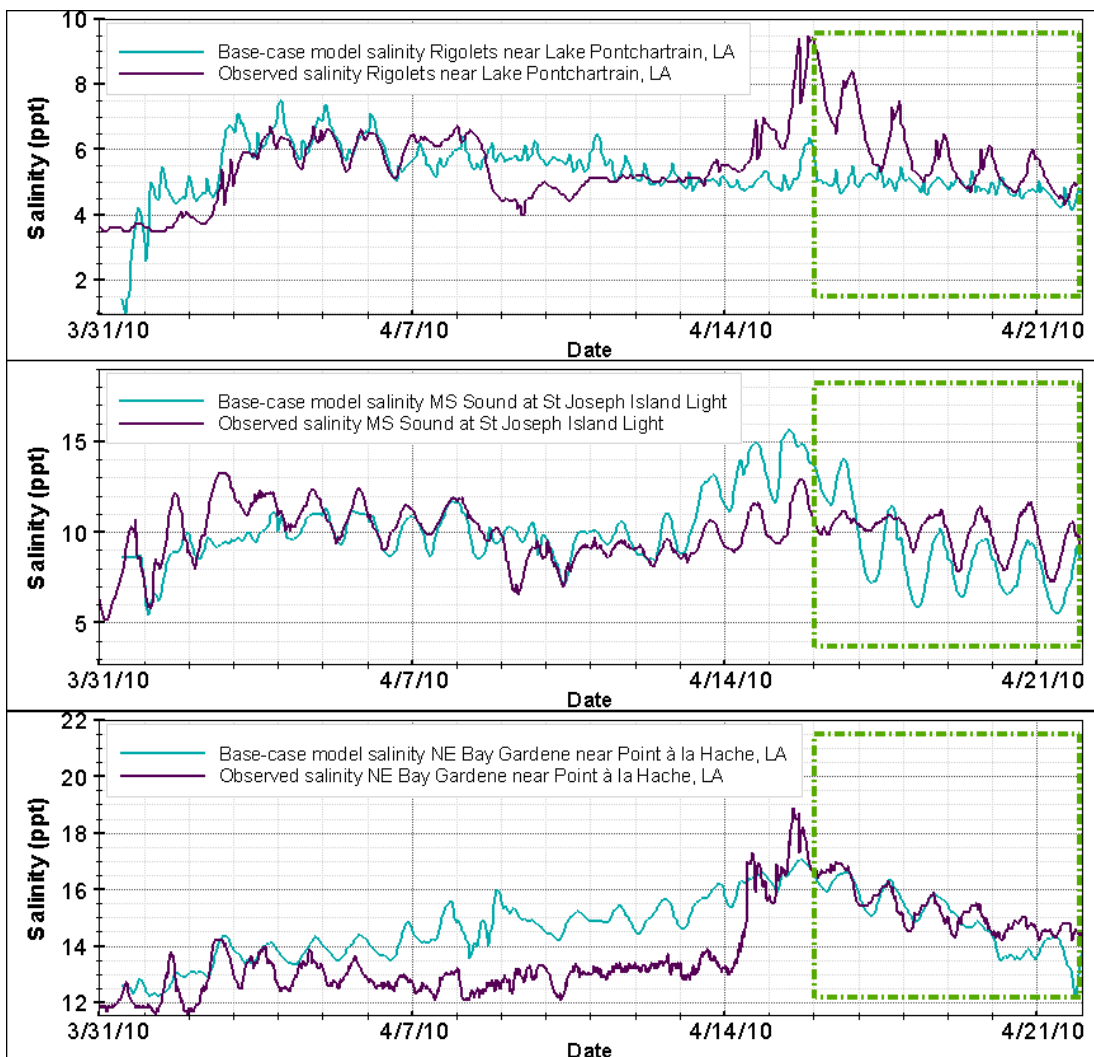 10
8
6
4
2
Salinity (ppt)
Base-case model salinity Rigolets near Lake Pontchartrain, LA
Observed salinity Rigolets near Lake Pontchartrain, LA
3/31/10 4/7/10 4/14/10 4/21/10
Date
15
10
5
Salinity (ppt)
Base-case model salinity MS Sound at St Joseph Island Light
Observed salinity MS Sound at St Joseph Island Light
3/31/10 4/7/10 4/14/10 4/21/10
Date
22
20
18
16
14
12
Salinity (ppt)
Base-case model salinity NE Bay Gardene near Point à la Hache, LA
Observed salinity NE Bay Gardene near Point à la Hache, LA
3/31/10 4/7/10 4/14/10 4/21/10
Date